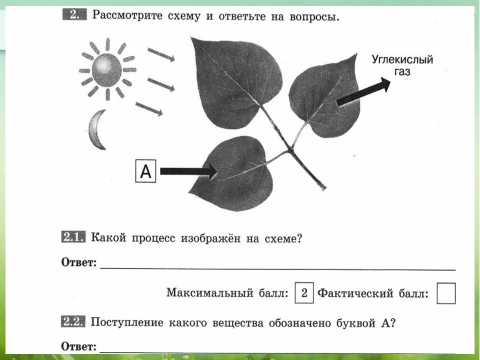 2. Рассмотрите схему и ответьте на вопросы.
Углекислый
газ
А
2.1. Какой процесс изображён на схеме?
Ответ:
Максимальный балл: 2 Фактический балл:
2.2. Поступление какого вещества обозначено буквой А?
Ответ: